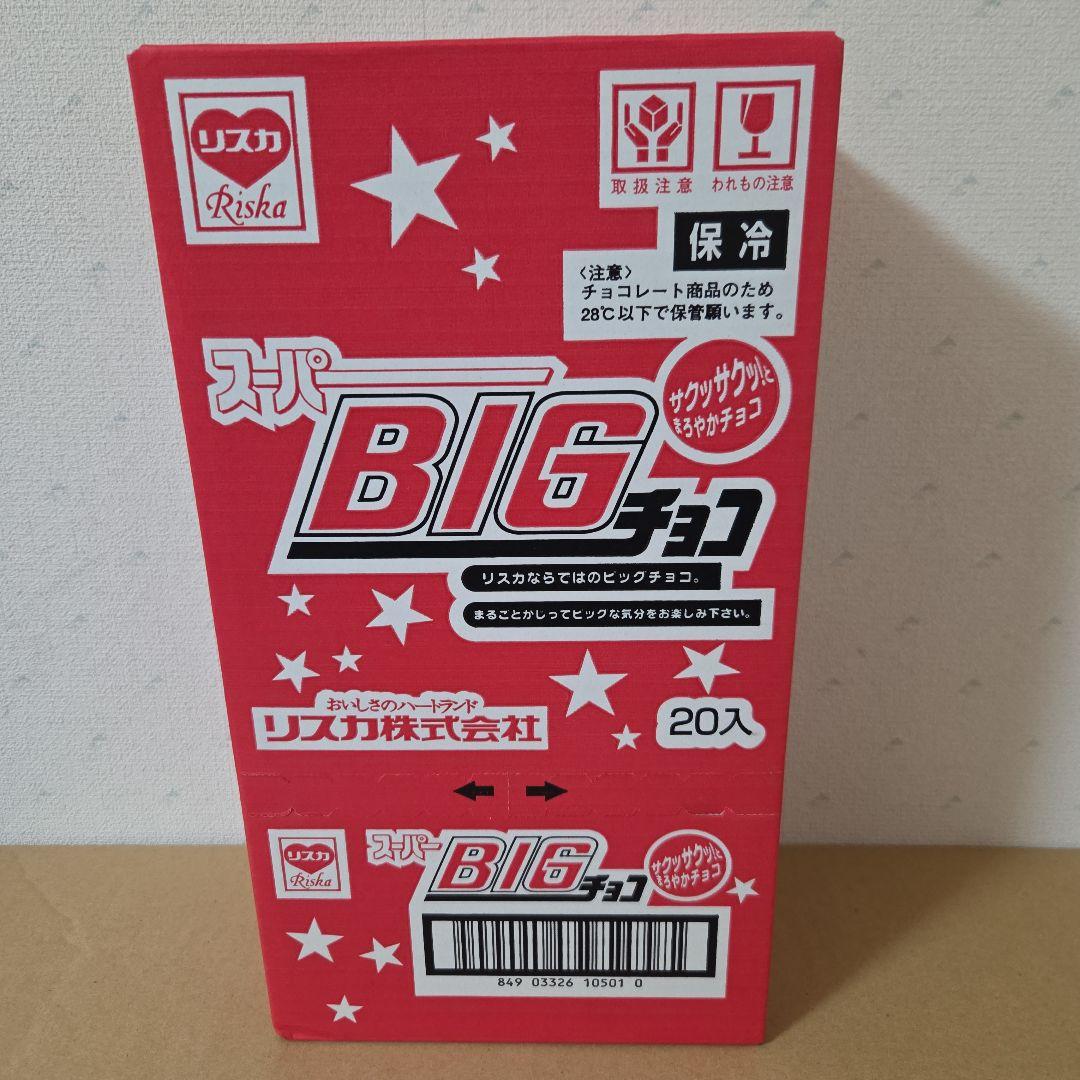 リスカ
Riska
取扱注意
われもの注意
保冷
〈注意〉
チョコレート商品のため
28℃以下で保管願います。
スーパー
BIG
チョコ
サクッサクッ!と
まろやかチョコ
リスカならではのビッグチョコ。
まるごとかじってビックな気分をお楽しみ下さい。
おいしさのハートランド
リスカ株式会社
20入
リスカ
Riska
スーパー
BIG
チョコ
サクッサクッ!と
まろやかチョコ
849 03326 10501 0